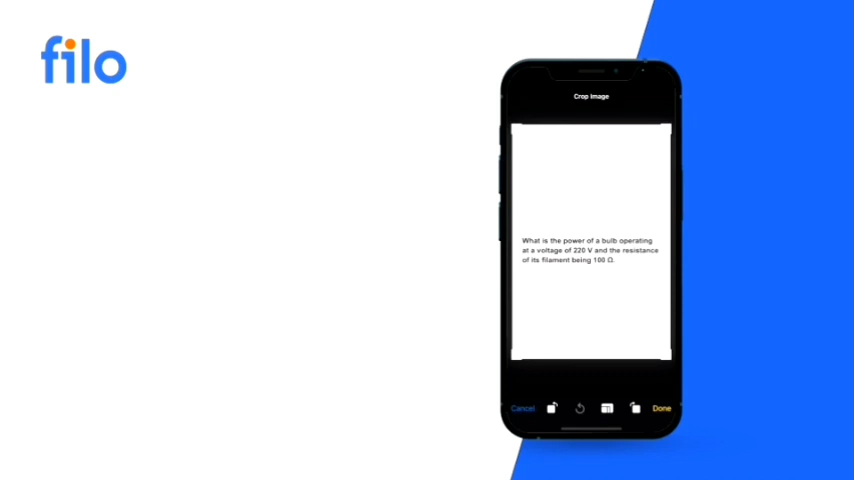 filo
Crop Image
What is the power of a bulb operating
at a voltage of 220 V and the resistance
of its filament being 100 Ω.
Cancel
Done